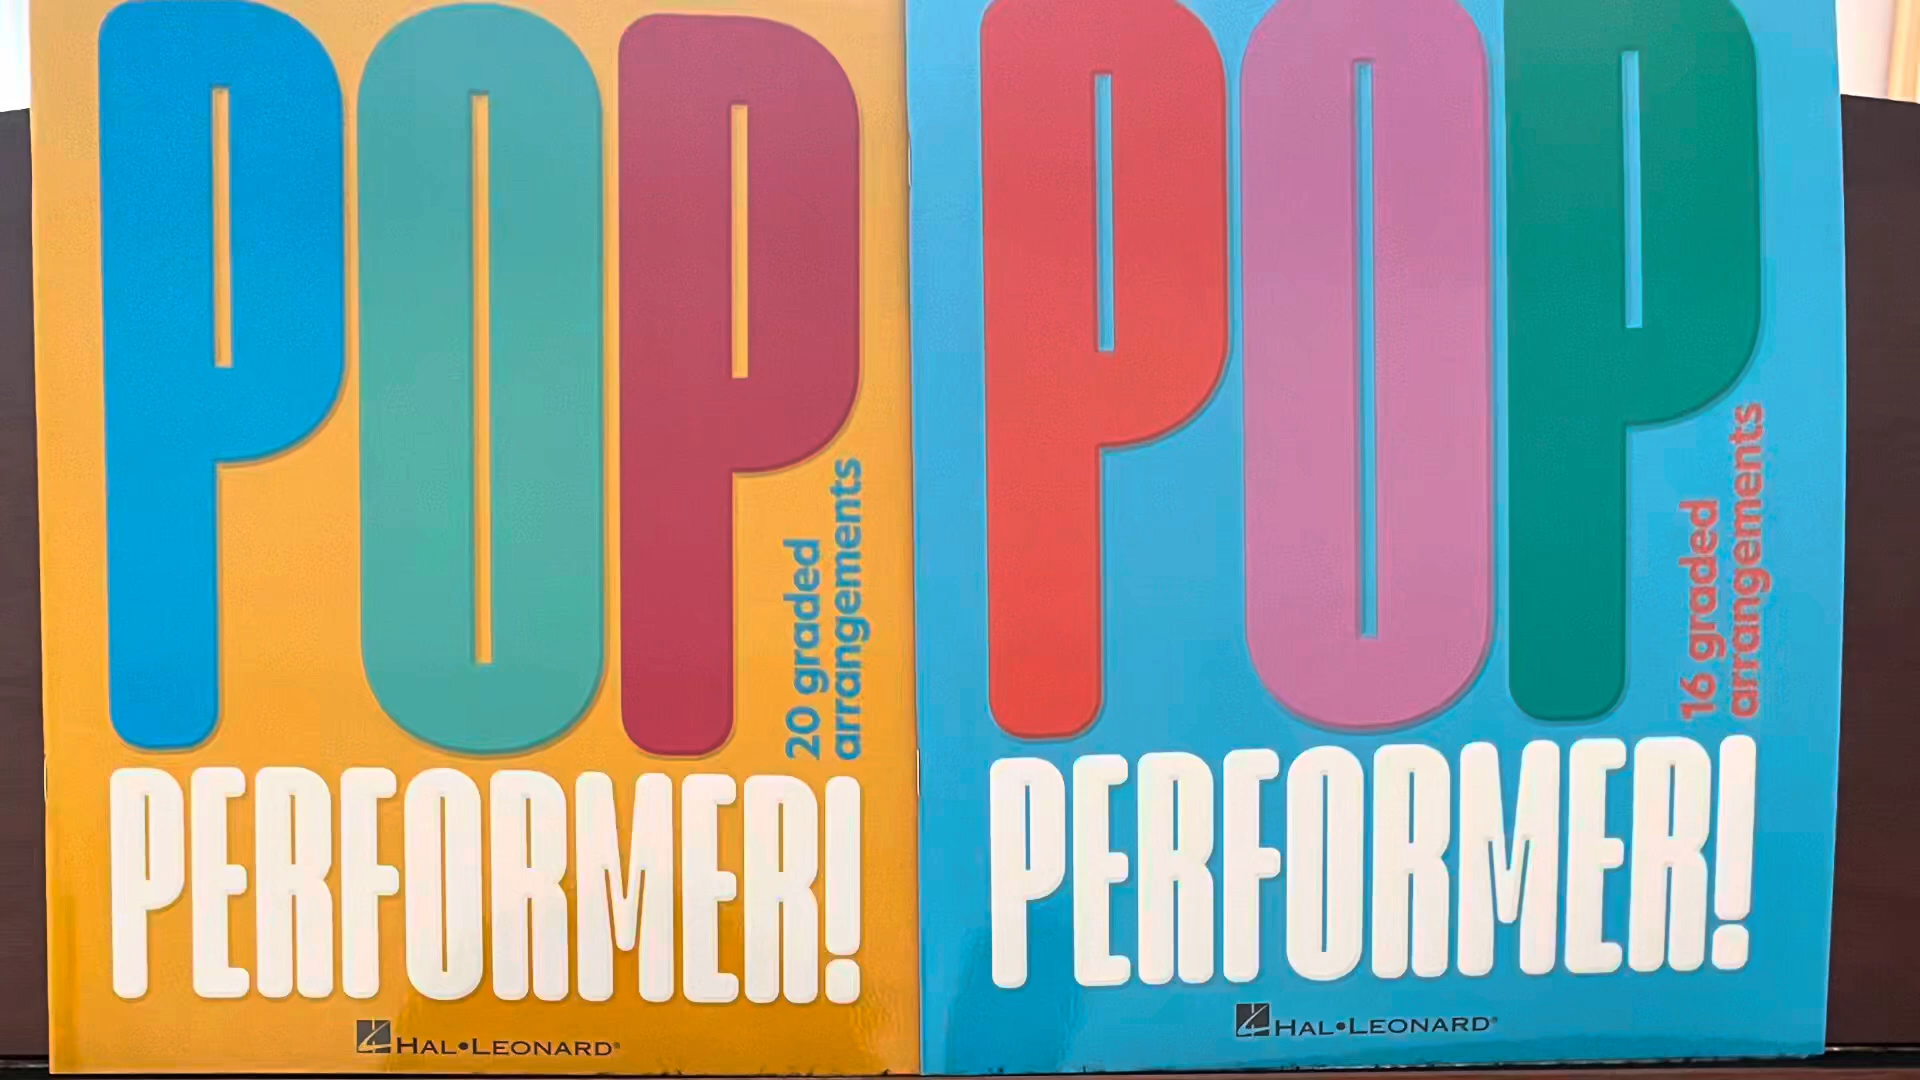 POP
20 graded
arrangements
PERFORMER!
HAL•LEONARD®
POP
16 graded
arrangements
PERFORMER!
HAL•LEONARD®